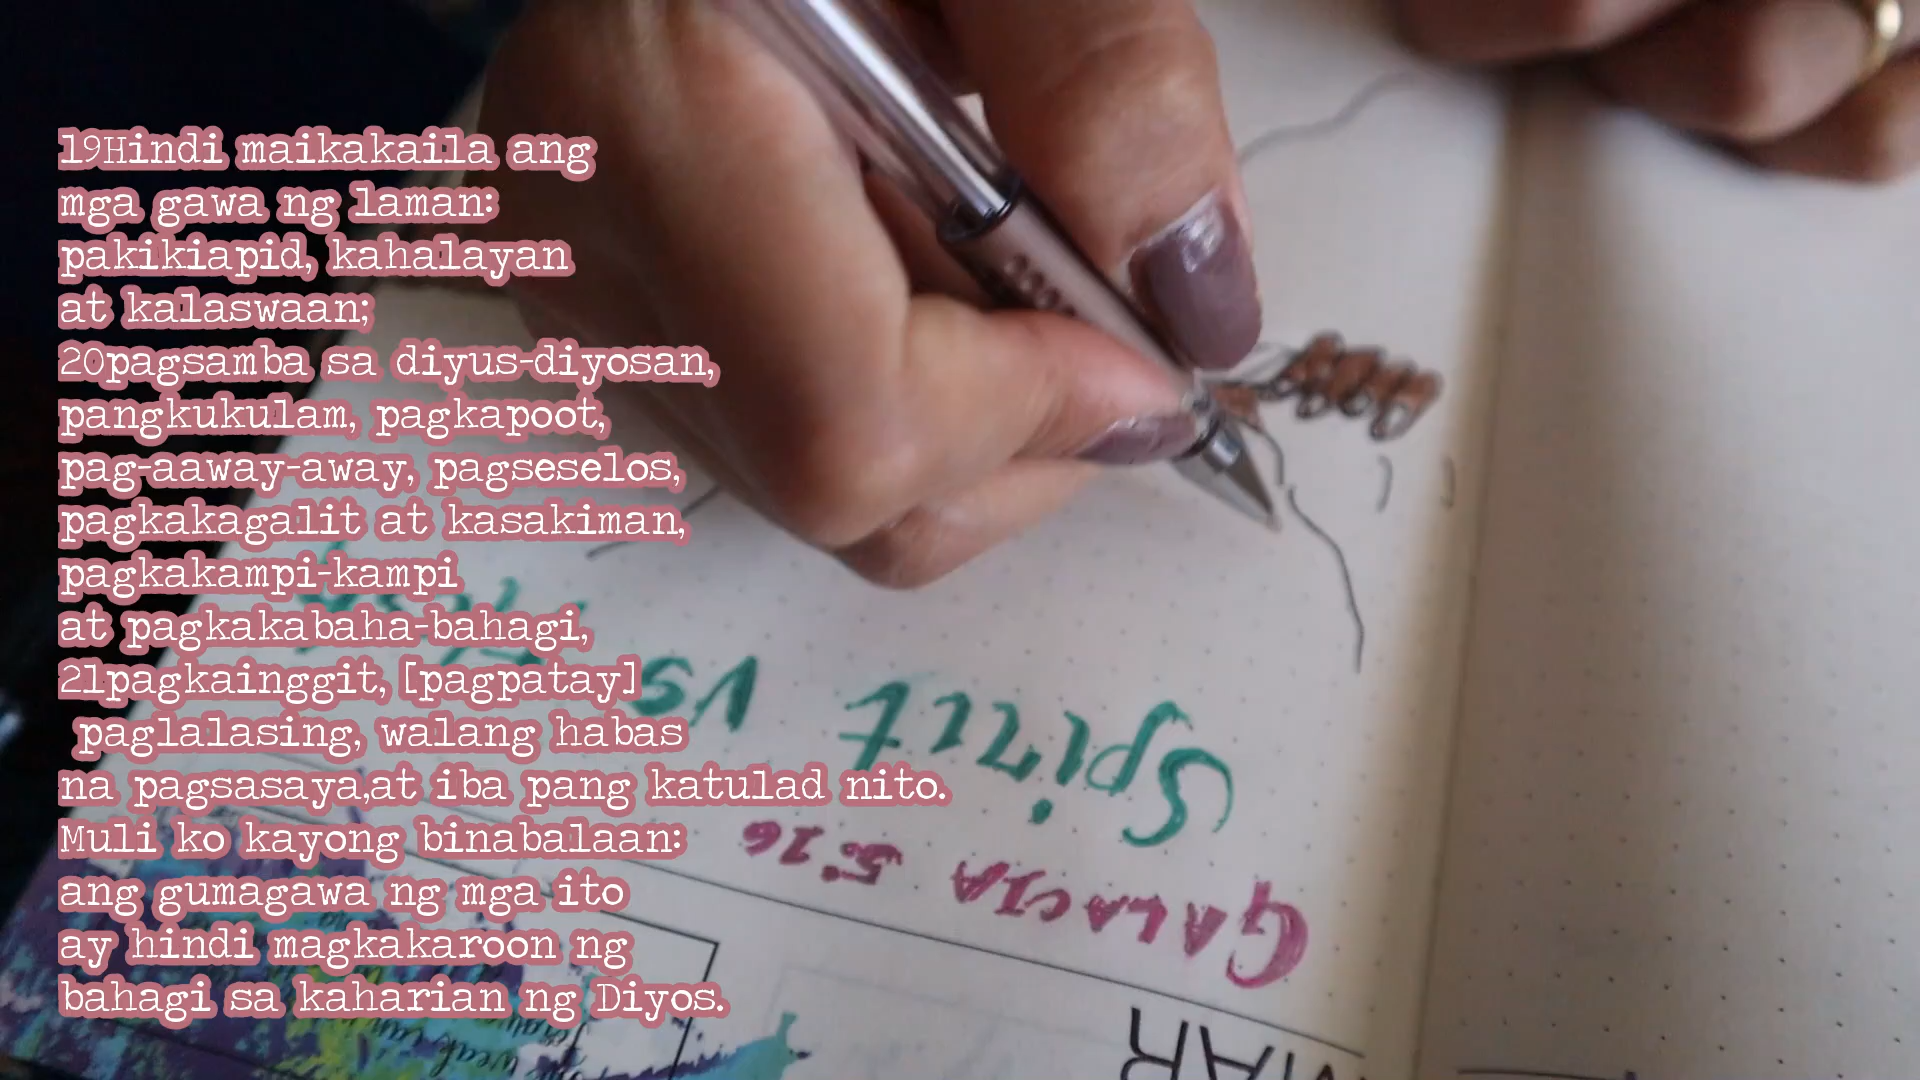 19Hindi maikakaila ang
mga gawa ng laman:
pakikiapid, kahalayan
at kalaswaan;
20pagsamba sa diyus-diyosan,
pangkukulam, pagkapoot,
pag-aaway-away, pagseselos,
pagkakagalit at kasakiman,
pagkakampi-kampi
at pagkakabaha-bahagi,
21pagkainggit, [pagpatay]
paglalasing, walang habas
na pagsasaya,at iba pang katulad nito.
Muli ko kayong binabalaan:
ang gumagawa ng mga ito
ay hindi magkakaroon ng
bahagi sa kaharian ng Diyos.
MAR
GALACIA 5:16
Spirit vs